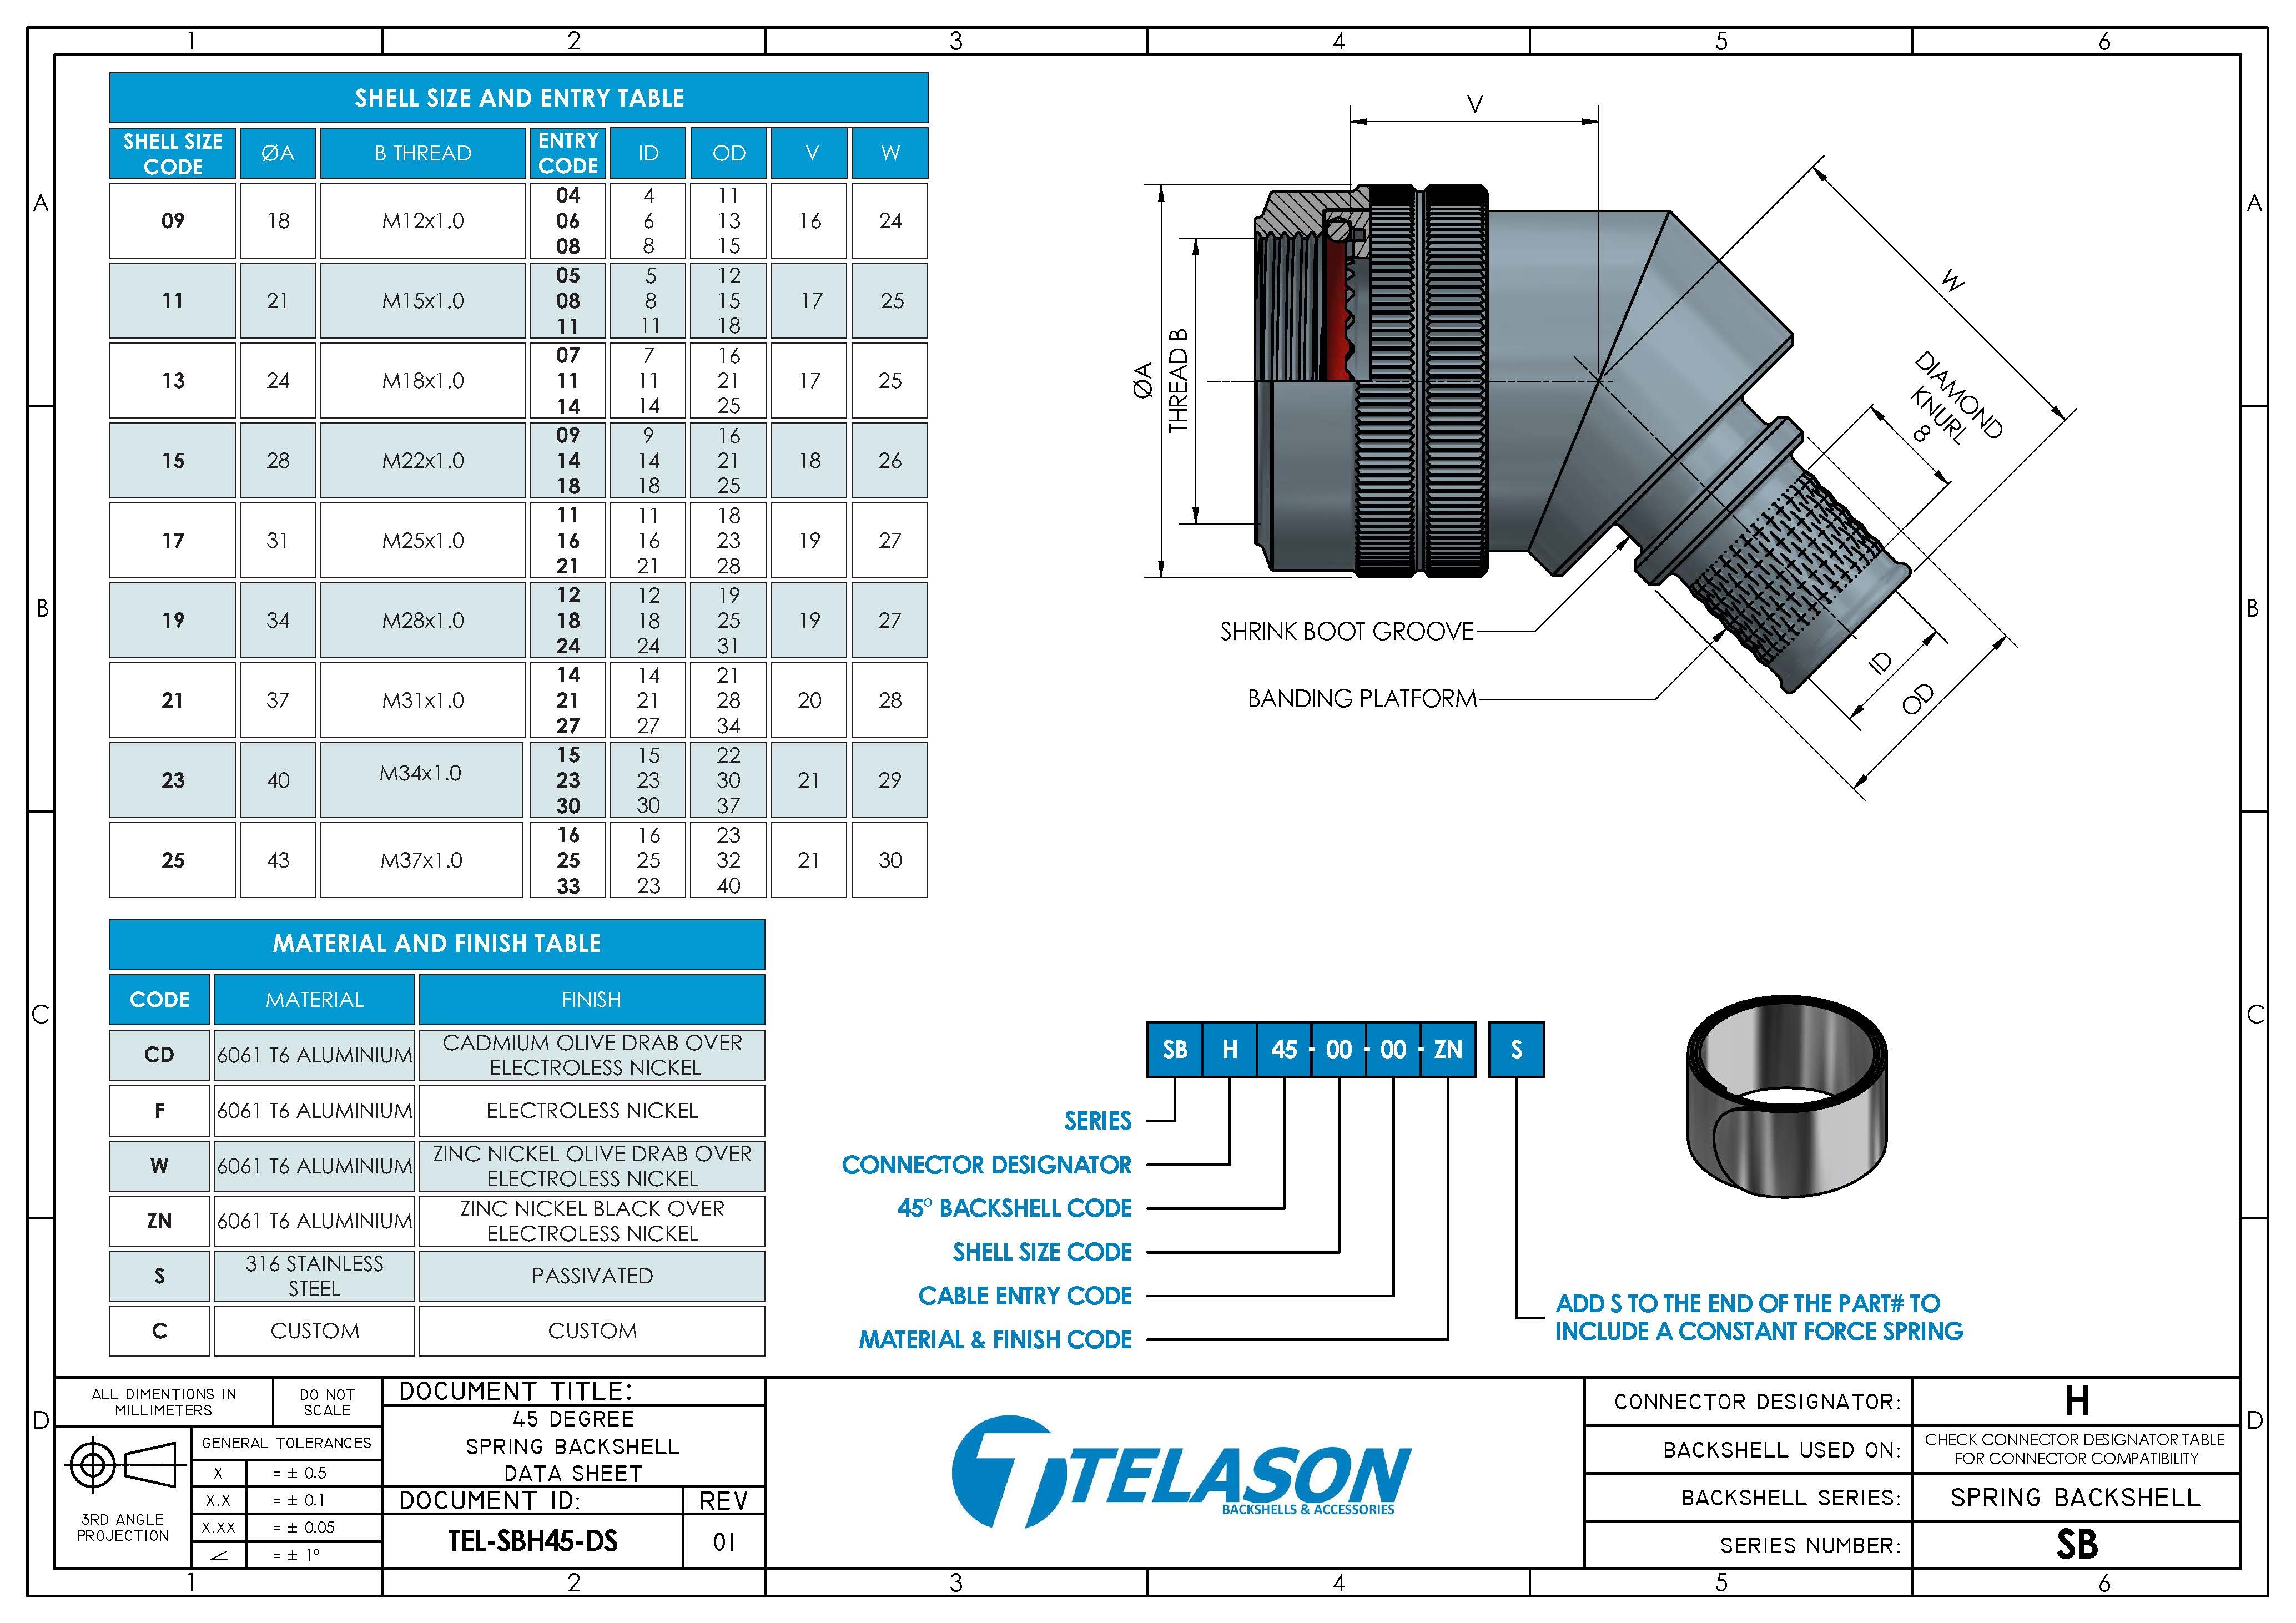 1 2 3 4 5 6
A
B
C
D
SHELL SIZE AND ENTRY TABLE
SHELL SIZE CODE ØA B THREAD ENTRY CODE ID OD V W
09 18 M12x1.0 04 4 11 16 24
06 6 13
08 8 15
11 21 M15x1.0 05 5 12 17 25
08 8 15
11 11 18
13 24 M18x1.0 07 7 16 17 25
11 11 21
14 14 25
15 28 M22x1.0 09 9 16 18 26
14 14 21
18 18 25
17 31 M25x1.0 11 11 18 19 27
16 16 23
21 21 28
19 34 M28x1.0 12 12 19 19 27
18 18 25
24 24 31
21 37 M31x1.0 14 14 21 20 28
21 21 28
27 27 34
23 40 M34x1.0 15 15 22 21 29
23 23 30
30 30 37
25 43 M37x1.0 16 16 23 21 30
25 25 32
33 23 40
V
W
ØA
THREAD B
DIAMOND
KNURL
8
SHRINK BOOT GROOVE
BANDING PLATFORM
ID
OD
MATERIAL AND FINISH TABLE
CODE MATERIAL FINISH
CD 6061 T6 ALUMINIUM CADMIUM OLIVE DRAB OVER
ELECTROLESS NICKEL
F 6061 T6 ALUMINIUM ELECTROLESS NICKEL
W 6061 T6 ALUMINIUM ZINC NICKEL OLIVE DRAB OVER
ELECTROLESS NICKEL
ZN 6061 T6 ALUMINIUM ZINC NICKEL BLACK OVER
ELECTROLESS NICKEL
S 316 STAINLESS
STEEL PASSIVATED
C CUSTOM CUSTOM
SB H 45 - 00 - 00 - ZN S
SERIES
CONNECTOR DESIGNATOR
45° BACKSHELL CODE
SHELL SIZE CODE
CABLE ENTRY CODE
MATERIAL & FINISH CODE
ADD S TO THE END OF THE PART# TO
INCLUDE A CONSTANT FORCE SPRING
ALL DIMENTIONS IN
MILLIMETERS
DO NOT
SCALE
3RD ANGLE
PROJECTION
GENERAL TOLERANCES
X = ± 0.5
X.X = ± 0.1
X.XX = ± 0.05
∠ = ± 1°
DOCUMENT TITLE:
45 DEGREE
SPRING BACKSHELL
DATA SHEET
DOCUMENT ID: REV
TEL-SBH45-DS 01
TELASON
BACKSHELLS & ACCESSORIES
CONNECTOR DESIGNATOR: H
BACKSHELL USED ON: CHECK CONNECTOR DESIGNATOR TABLE
FOR CONNECTOR COMPATIBILITY
BACKSHELL SERIES: SPRING BACKSHELL
SERIES NUMBER: SB
A
B
C
D
1 2 3 4 5 6